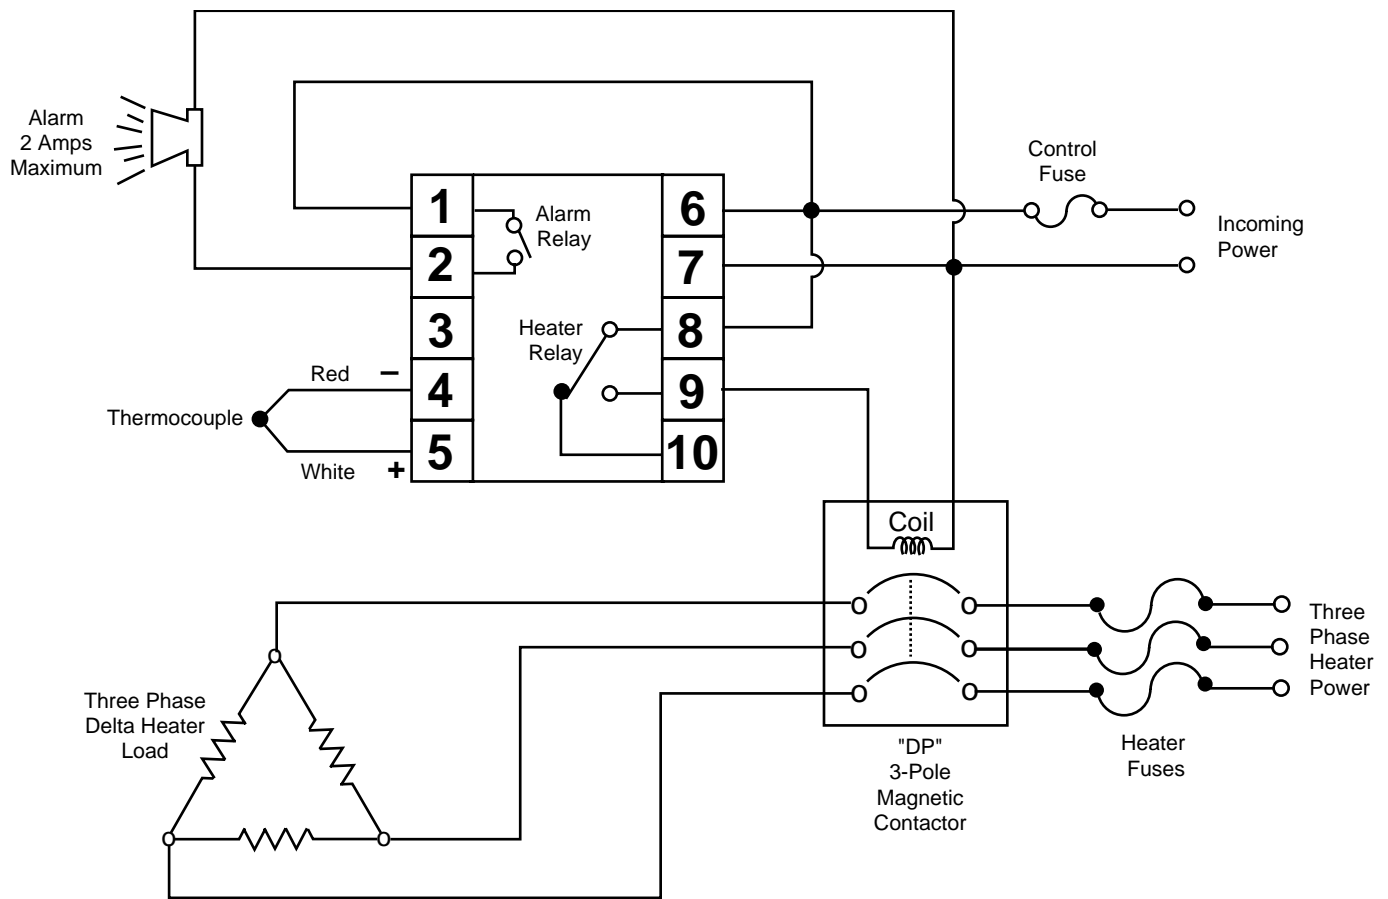 Alarm
2 Amps
Maximum
Control
Fuse
Incoming
Power
1
2
3
4
5
Alarm
Relay
Heater
Relay
6
7
8
9
10
Red −
Thermocouple
White +
Coil
Three Phase
Delta Heater
Load
"DP"
3-Pole
Magnetic
Contactor
Heater
Fuses
Three
Phase
Heater
Power